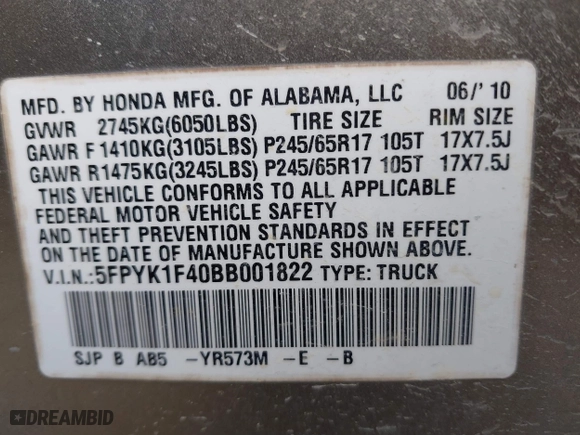 MFD. BY HONDA MFG. OF ALABAMA, LLC 06/'10
GVWR 2745KG(6050LBS) TIRE SIZE RIM SIZE
GAWR F1410KG(3105LBS) P245/65R17 105T 17X7.5J
GAWR R1475KG(3245LBS) P245/65R17 105T 17X7.5J
THIS VEHICLE CONFORMS TO ALL APPLICABLE
FEDERAL MOTOR VEHICLE SAFETY
AND THEFT PREVENTION STANDARDS IN EFFECT
ON THE DATE OF MANUFACTURE SHOWN ABOVE.
V.I.N.:5FPYK1F40BB001822 TYPE: TRUCK
SJP B AB5 -YR573M -E -B
DREAMBID